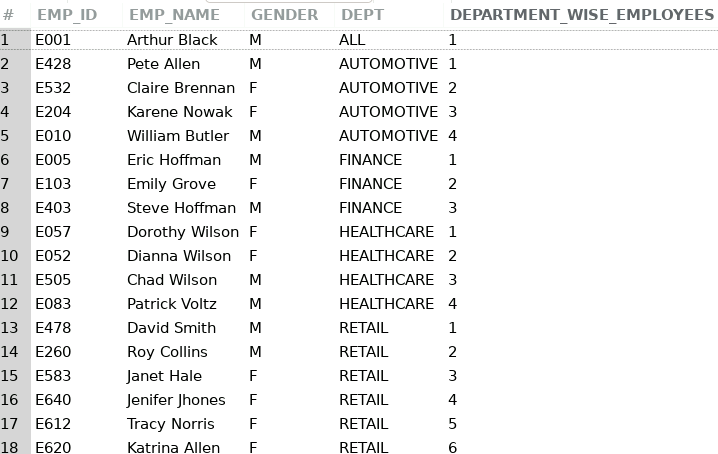 # EMP_ID EMP_NAME GENDER DEPT DEPARTMENT_WISE_EMPLOYEES
1 E001 Arthur Black M ALL 1
2 E428 Pete Allen M AUTOMOTIVE 1
3 E532 Claire Brennan F AUTOMOTIVE 2
4 E204 Karene Nowak F AUTOMOTIVE 3
5 E010 William Butler M AUTOMOTIVE 4
6 E005 Eric Hoffman M FINANCE 1
7 E103 Emily Grove F FINANCE 2
8 E403 Steve Hoffman M FINANCE 3
9 E057 Dorothy Wilson F HEALTHCARE 1
10 E052 Dianna Wilson F HEALTHCARE 2
11 E505 Chad Wilson M HEALTHCARE 3
12 E083 Patrick Voltz M HEALTHCARE 4
13 E478 David Smith M RETAIL 1
14 E260 Roy Collins M RETAIL 2
15 E583 Janet Hale F RETAIL 3
16 E640 Jenifer Jhones F RETAIL 4
17 E612 Tracy Norris F RETAIL 5
18 E620 Katrina Allen F RETAIL 6